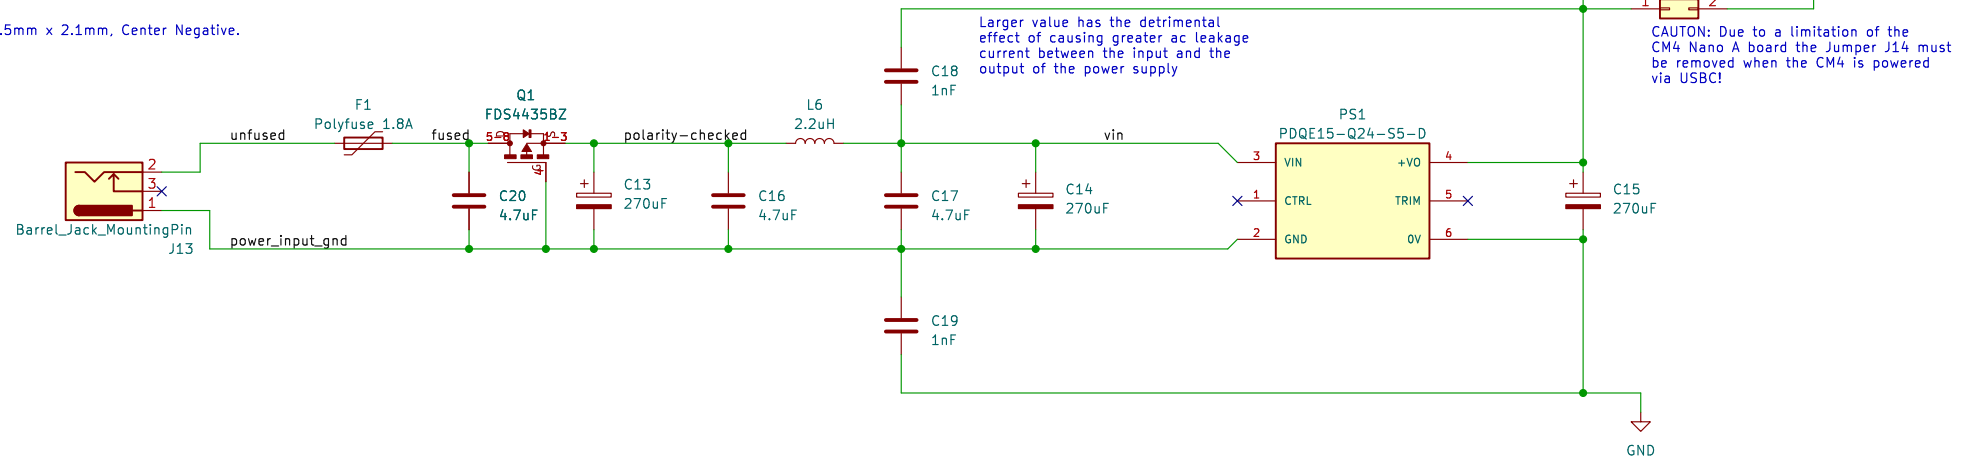 .5mm x 2.1mm, Center Negative.
Larger value has the detrimental
effect of causing greater ac leakage
current between the input and the
output of the power supply
1
2
CAUTON: Due to a limitation of the
CM4 Nano A board the Jumper J14 must
be removed when the CM4 is powered
via USBC!
C18
1nF
F1
Polyfuse 1.8A
Q1
FDS4435BZ
L6
2.2uH
PS1
PDQE15-Q24-S5-D
unfused
fused
5-8
1-3
S
G
4
polarity-checked
vin
2
3
1
Barrel_Jack_MountingPin
J13
power_input_gnd
C20
4.7uF
+
C13
270uF
C16
4.7uF
C17
4.7uF
+
C14
270uF
3
VIN
+VO
4
1
CTRL
TRIM
5
2
GND
0V
6
+
C15
270uF
C19
1nF
GND